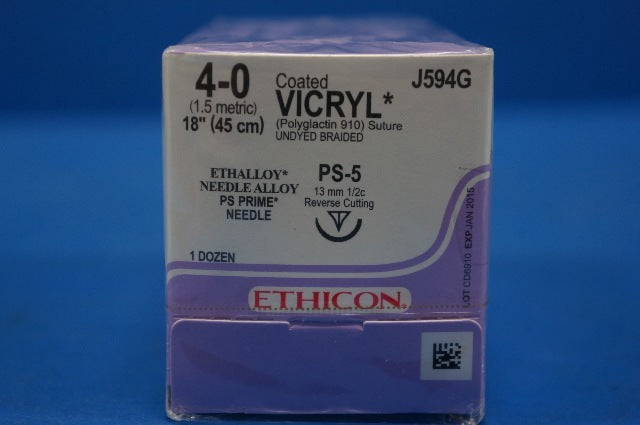 4-0
(1.5 metric)
18" (45 cm)
Coated
VICRYL*
(Polyglactin 910) Suture
UNDYED BRAIDED
J594G
ETHALLOY*
NEEDLE ALLOY
PS PRIME*
NEEDLE
PS-5
13 mm 1/2c
Reverse Cutting
1 DOZEN
LOT CD6910 EXP JAN 2015
ETHICON.